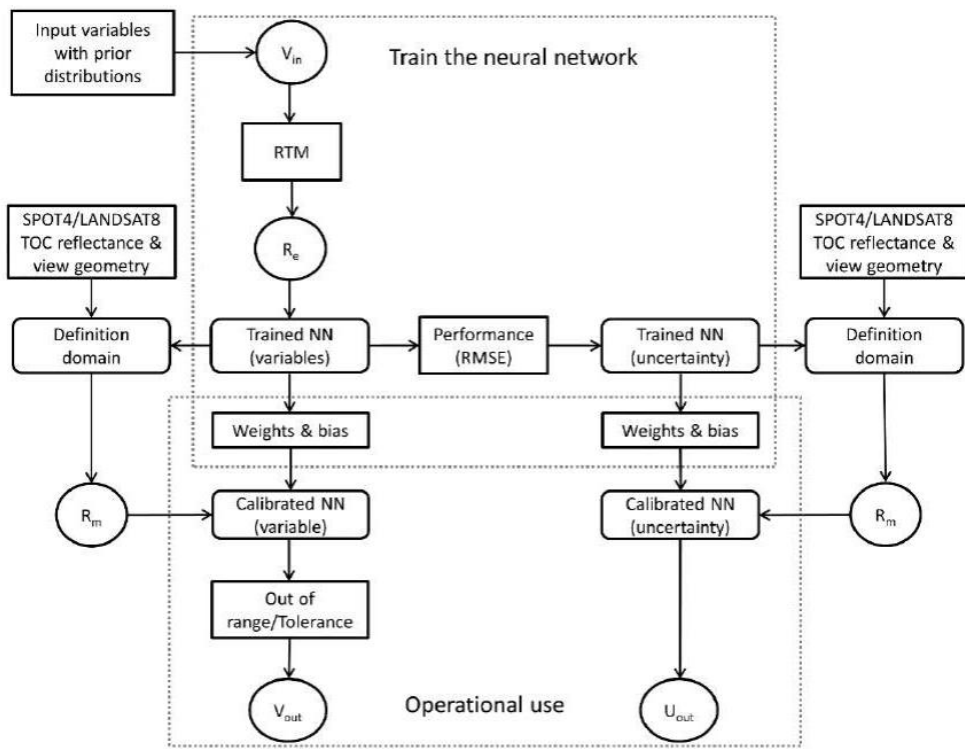 Input variables
with prior
distributions
V_in
Train the neural network
RTM
SPOT4/LANDSAT8
TOC reflectance &
view geometry
R_e
SPOT4/LANDSAT8
TOC reflectance &
view geometry
Definition
domain
Trained NN
(variables)
Performance
(RMSE)
Trained NN
(uncertainty)
Definition
domain
Weights & bias
Weights & bias
R_m
Calibrated NN
(variable)
Calibrated NN
(uncertainty)
R_m
Out of
range/Tolerance
V_out
Operational use
U_out